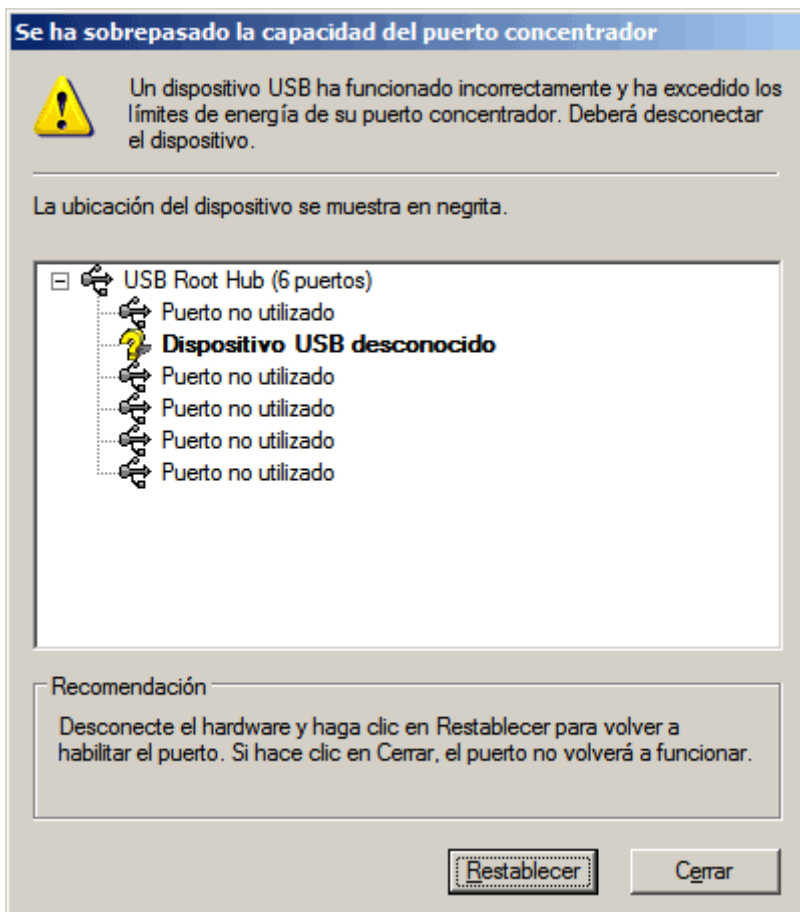 Se ha sobrepasado la capacidad del puerto concentrador
Un dispositivo USB ha funcionado incorrectamente y ha excedido los
límites de energía de su puerto concentrador. Deberá desconectar
el dispositivo.
La ubicación del dispositivo se muestra en negrita.
USB Root Hub (6 puertos)
Puerto no utilizado
Dispositivo USB desconocido
Puerto no utilizado
Puerto no utilizado
Puerto no utilizado
Puerto no utilizado
Recomendación
Desconecte el hardware y haga clic en Restablecer para volver a
habilitar el puerto. Si hace clic en Cerrar, el puerto no volverá a funcionar.
Restablecer
Cerrar